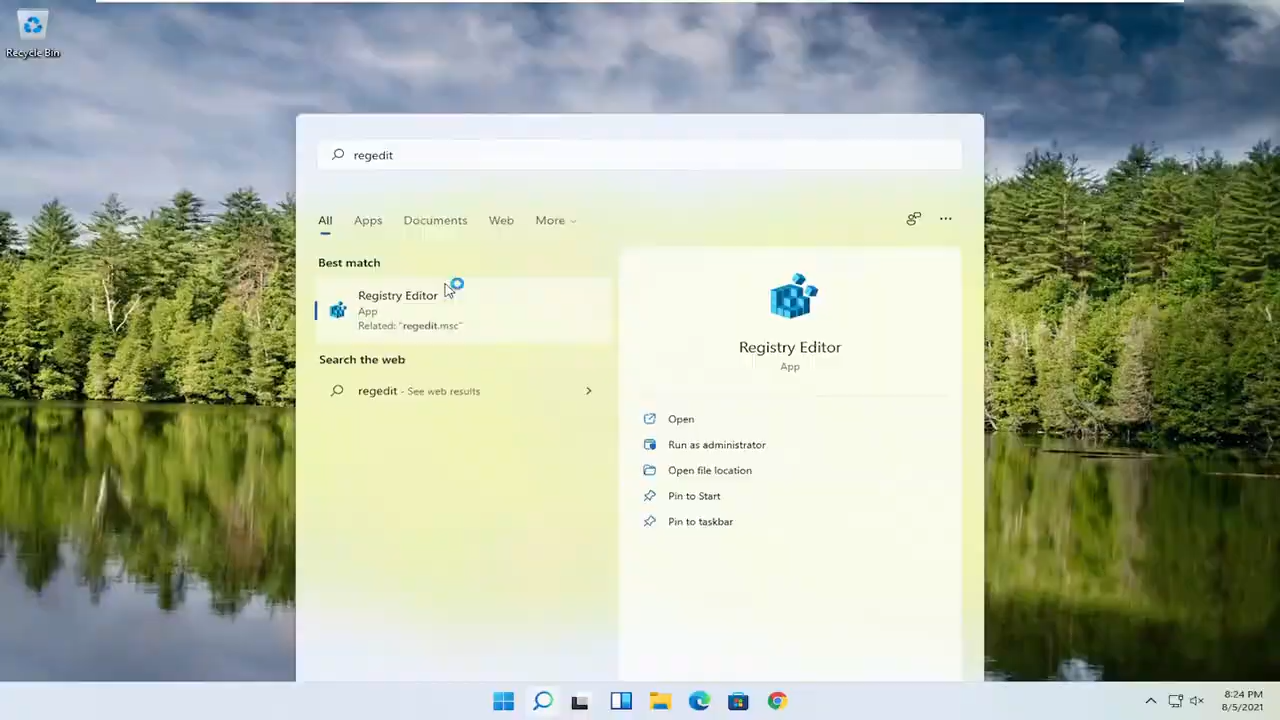 Recycle Bin
regedit
All Apps Documents Web More
Best match
Registry Editor
App
Related: "regedit.msc"
Search the web
regedit - See web results
Registry Editor
App
Open
Run as administrator
Open file location
Pin to Start
Pin to taskbar
8:24 PM
8/5/2021